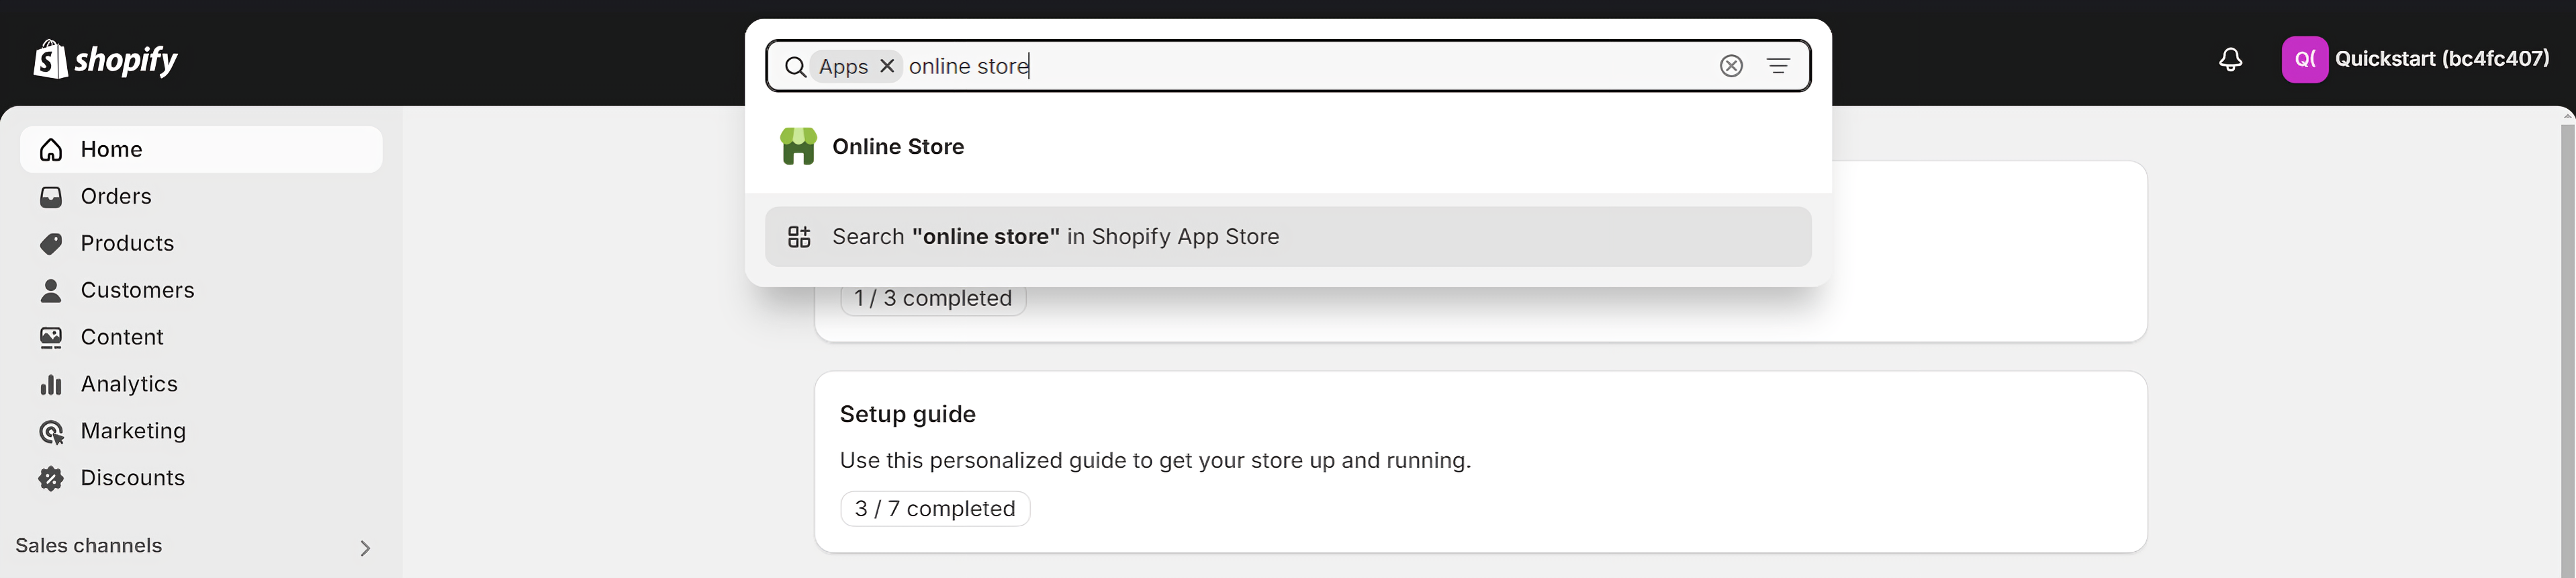 shopify
Apps online store
Q( Quickstart (bc4fc407)
Home
Orders
Products
Customers
Content
Analytics
Marketing
Discounts
Sales channels
Online Store
Search "online store" in Shopify App Store
1 / 3 completed
Setup guide
Use this personalized guide to get your store up and running.
3 / 7 completed